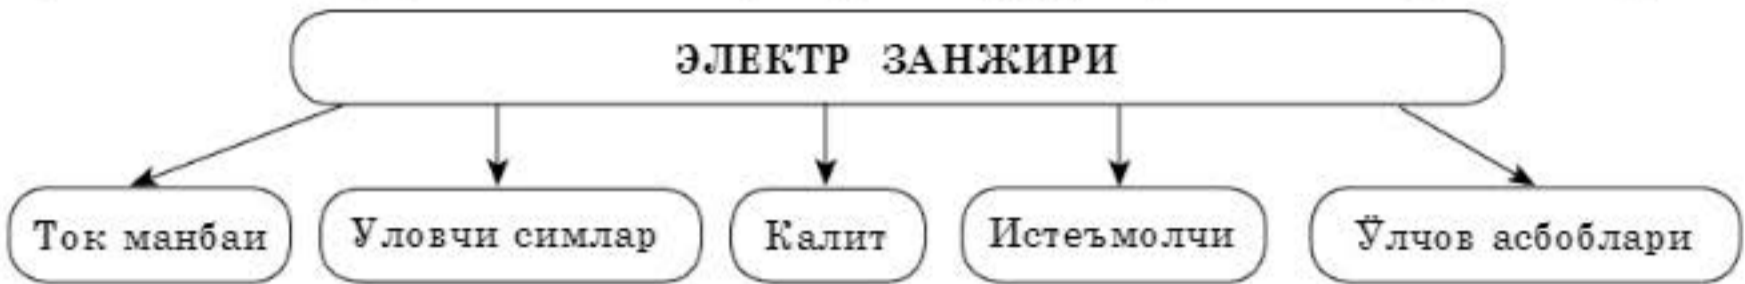 ЭЛЕКТР ЗАНЖИРИ
Ток манбаи
Уловчи симлар
Калит
Истеъмолчи
Ўлчов асбоблари